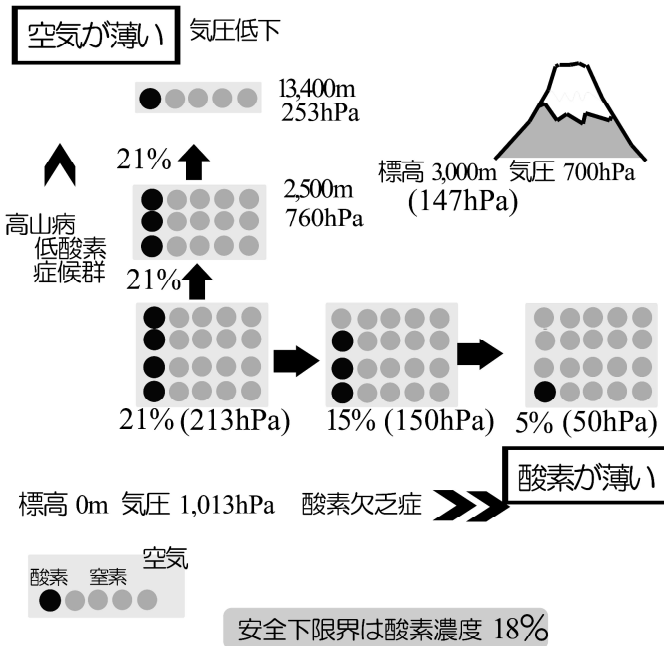 空気が薄い 気圧低下
13,400m
253hPa
21%
2,500m
760hPa
標高 3,000m 気圧 700hPa
(147hPa)
高山病
低酸素
症候群
21%
21% (213hPa)
15% (150hPa)
5% (50hPa)
酸素が薄い
標高 0m 気圧 1,013hPa 酸素欠乏症
空気
酸素 窒素
安全下限界は酸素濃度 18%